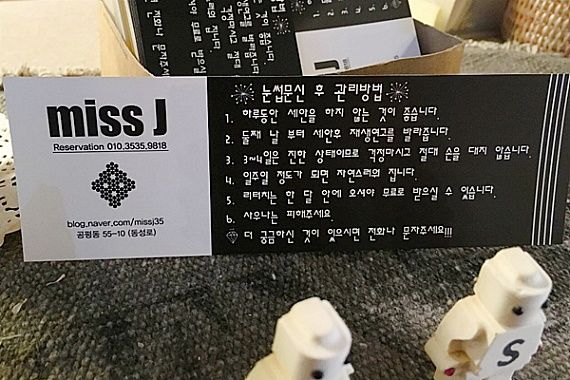 miss J
Reservation 010.3535.9818
blog.naver.com/missj35
공평동 55-10 (동성로)
눈썹문신 후 관리방법
1. 하루동안 세안을 하지 않는 것이 좋습니다.
2. 둘째 날 부터 세안후 재생연고를 발라줍니다.
3. 3~4일은 진한 상태이므로 걱정마시고 절대 손을 대지 않습니다.
4. 일주일 정도가 되면 자연스러워 집니다.
5. 리터치는 한 달 안에 오셔야 무료로 받으실 수 있습니다.
6. 사우나는 피해주세요.
더 궁금하신 것이 있으시면 전화나 문자주세요!!!
S